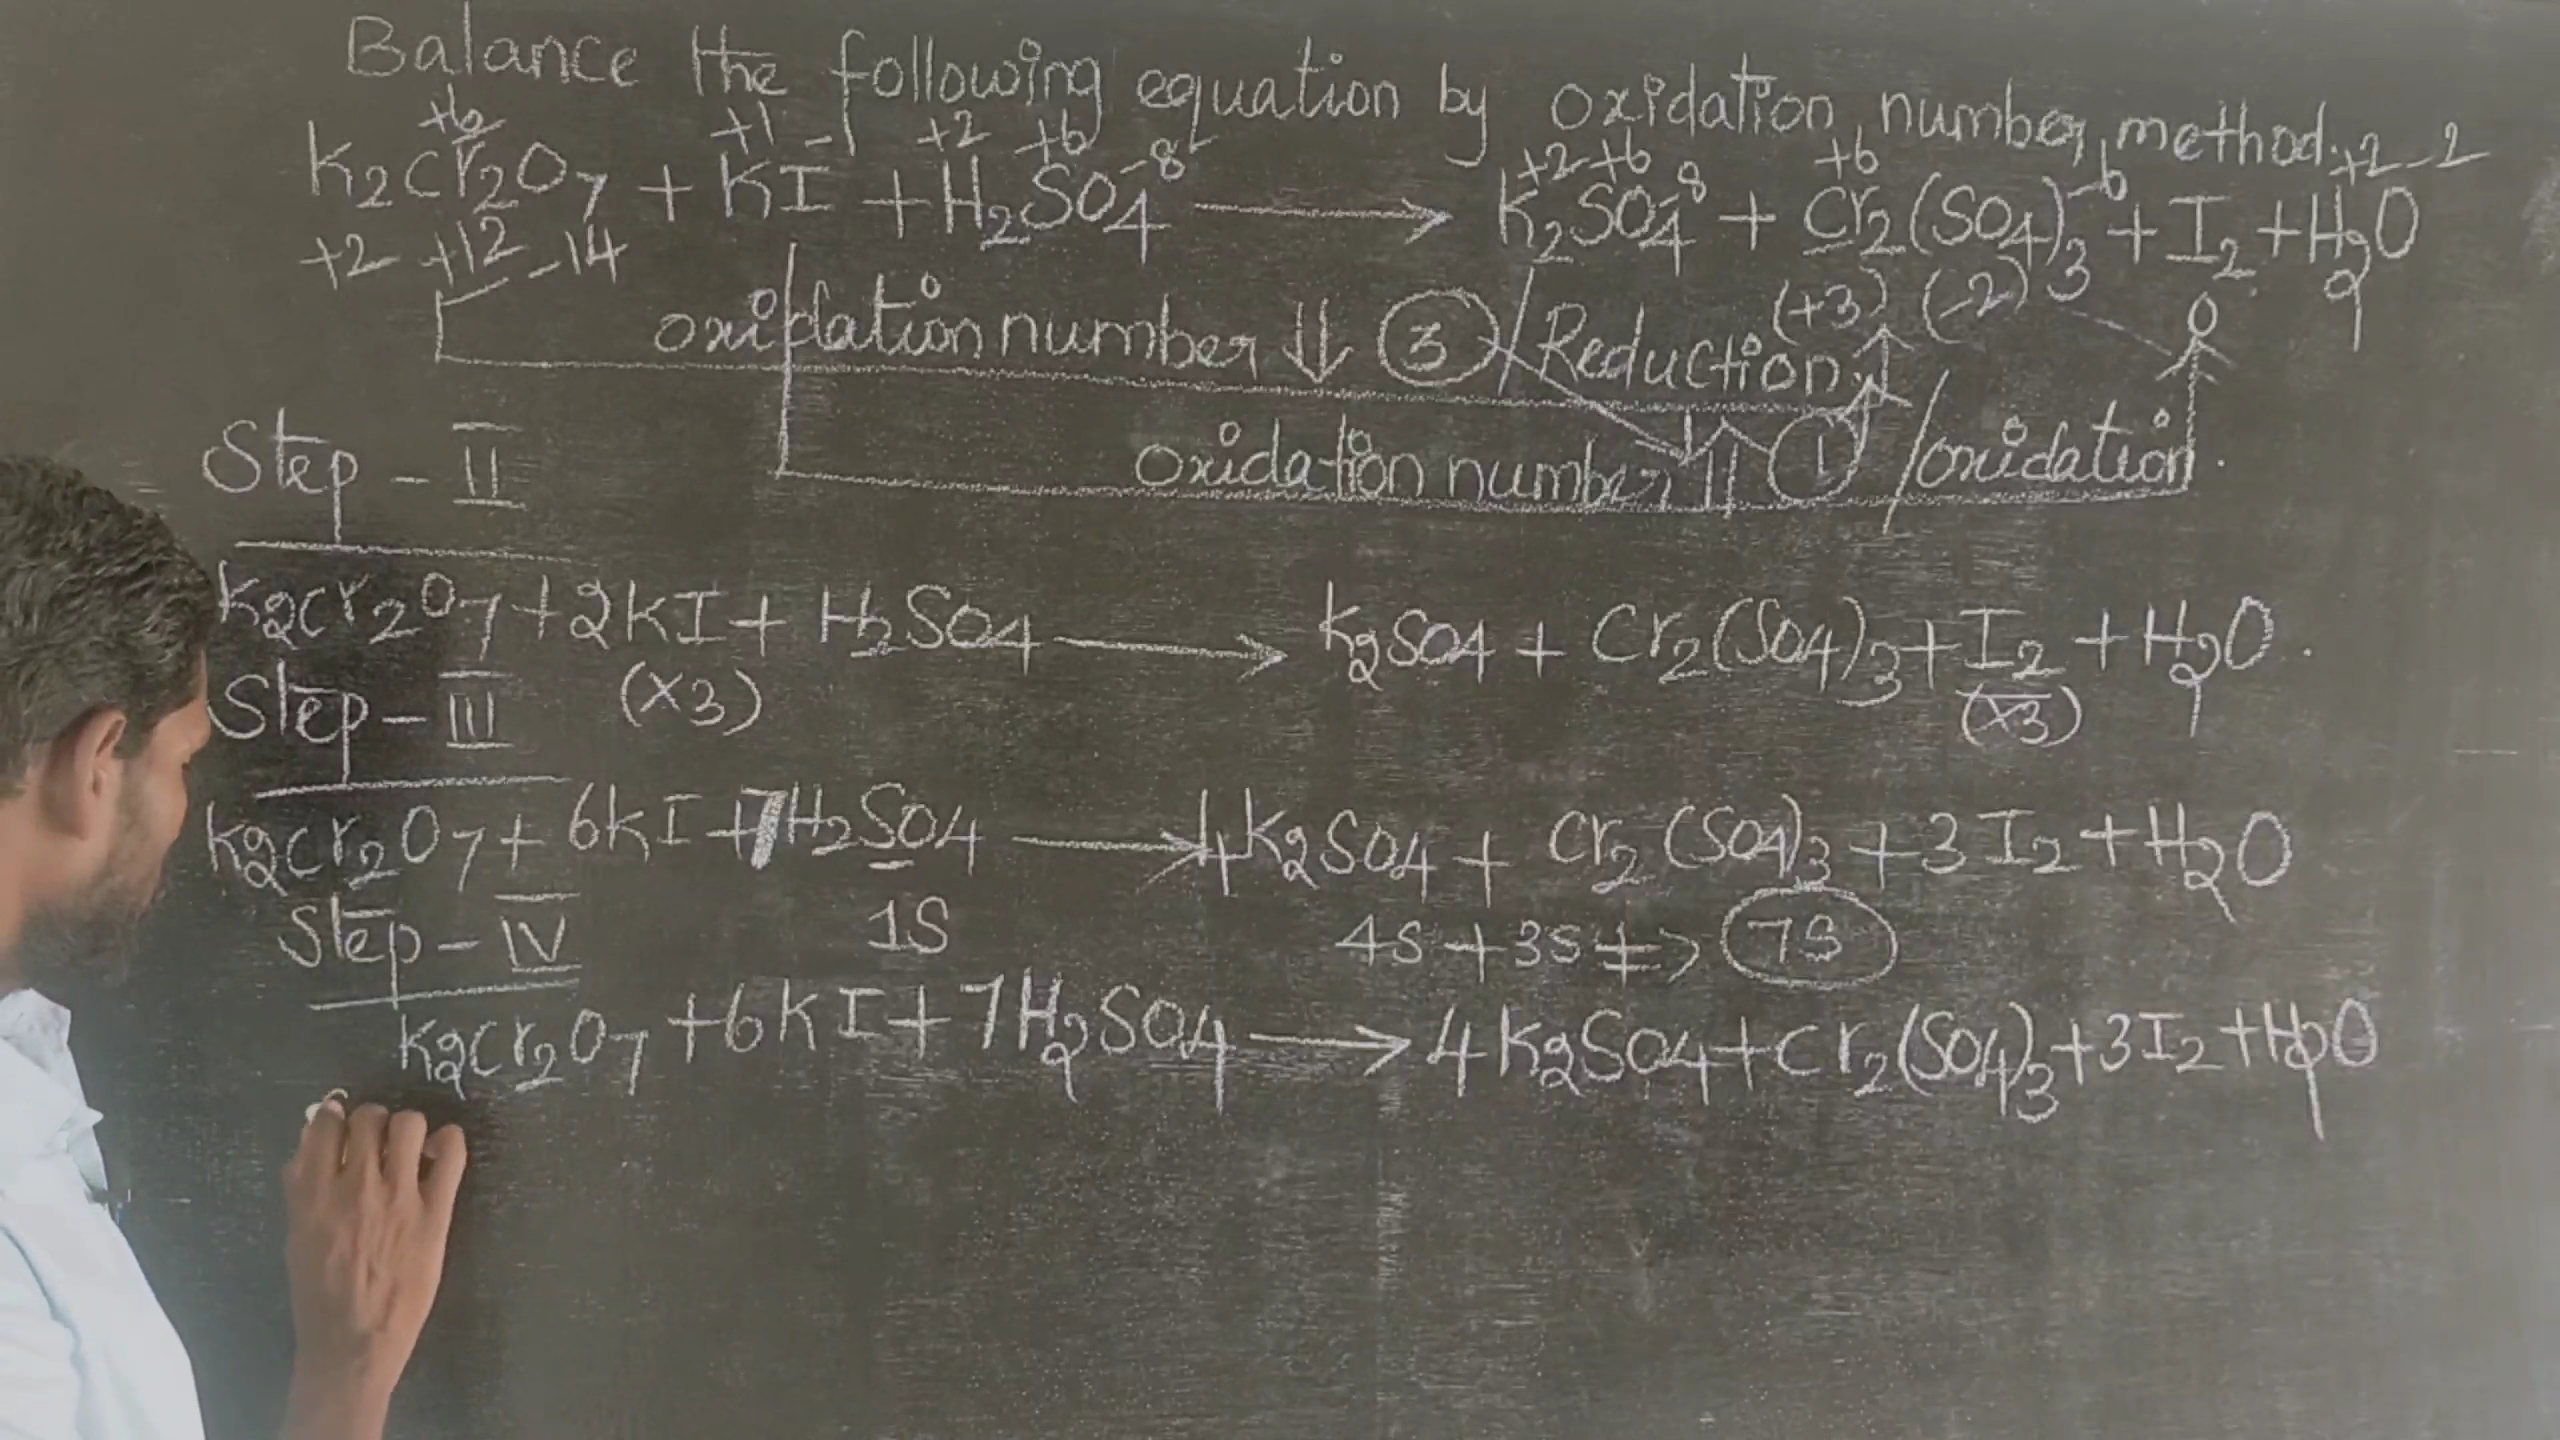 Balance the following equation by oxidation number method.
+6 +1 -1 +2 +6 -8 +2 +6 -8 +6 -6 +2 -2
K2Cr2O7 + KI + H2SO4 → K2SO4 + Cr2(SO4)3 + I2 + H2O
+2 +12 -14 (+3) (-2) 0
oxidation number ↓↓ 3 / Reduction
oxidation number ↑↑ 1 / oxidation.
Step - II
K2Cr2O7 + 2KI + H2SO4 → K2SO4 + Cr2(SO4)3 + I2 + H2O.
(×3) (×3)
Step - III
K2Cr2O7 + 6KI + 7H2SO4 → 4K2SO4 + Cr2(SO4)3 + 3I2 + H2O
1S 4S + 3S => 7S
Step - IV
K2Cr2O7 + 6KI + 7H2SO4 → 4K2SO4 + Cr2(SO4)3 + 3I2 + H2O